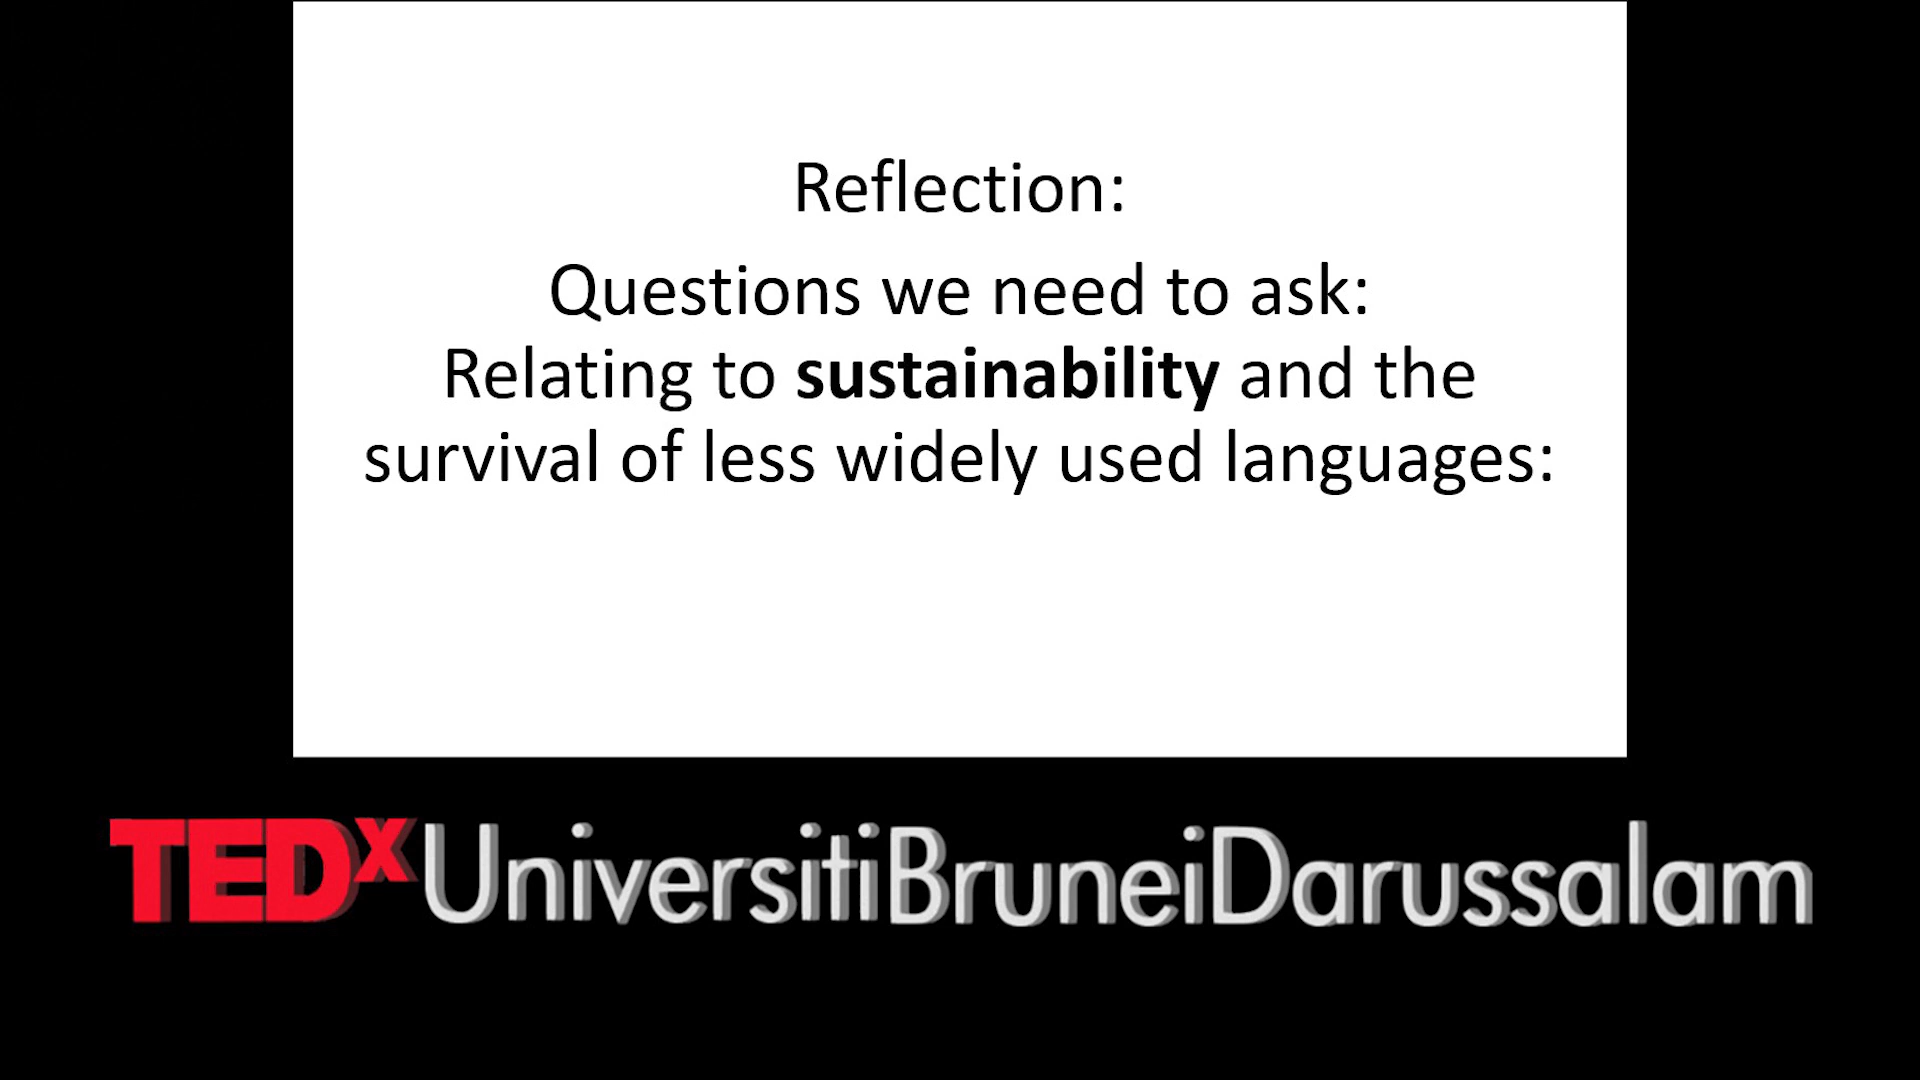 Reflection:
Questions we need to ask:
Relating to sustainability and the
survival of less widely used languages:
TEDxUniversitiBruneiDarussalam